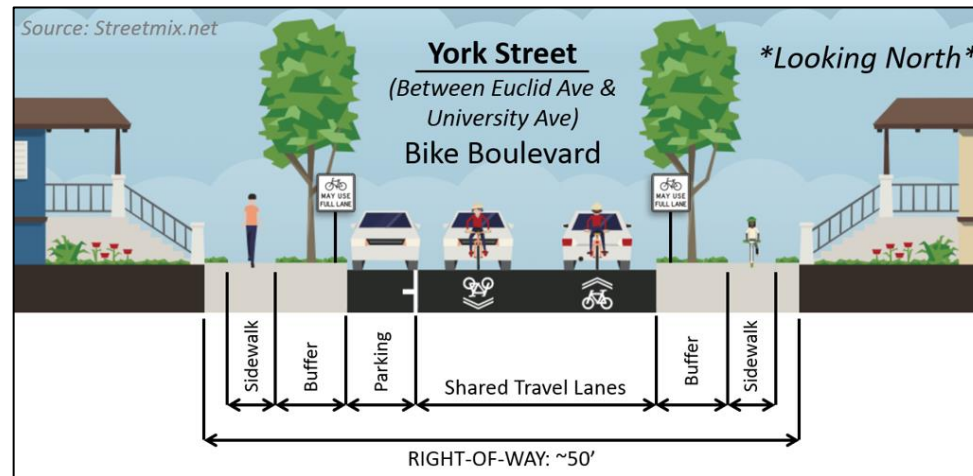 Source: Streetmix.net
York Street
(Between Euclid Ave &
University Ave)
Bike Boulevard
*Looking North*
MAY USE
FULL LANE
MAY USE
FULL LANE
Sidewalk
Buffer
Parking
Shared Travel Lanes
Buffer
Sidewalk
RIGHT-OF-WAY: ~50'